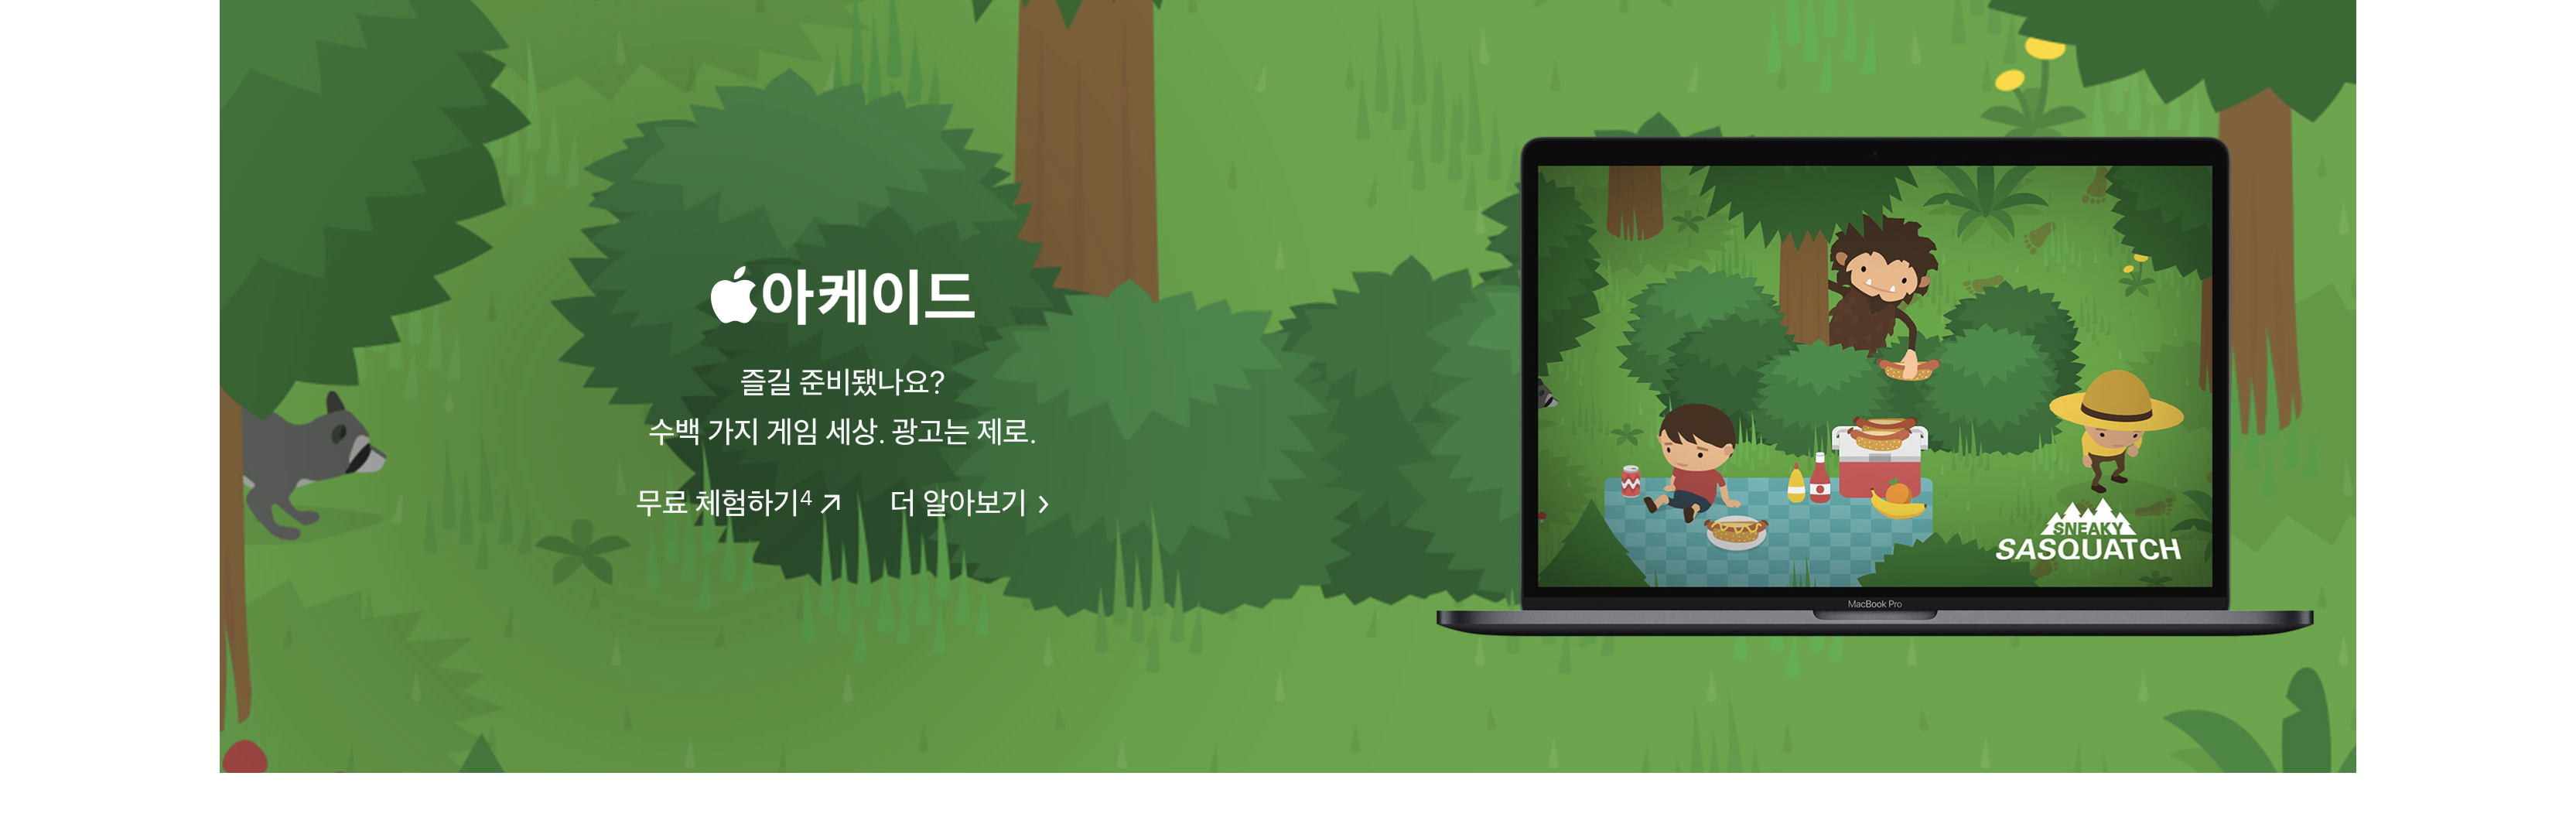 아케이드
즐길 준비됐나요?
수백 가지 게임 세상. 광고는 제로.
무료 체험하기4 ↗ 더 알아보기 >
SNEAKY
SASQUATCH
MacBook Pro